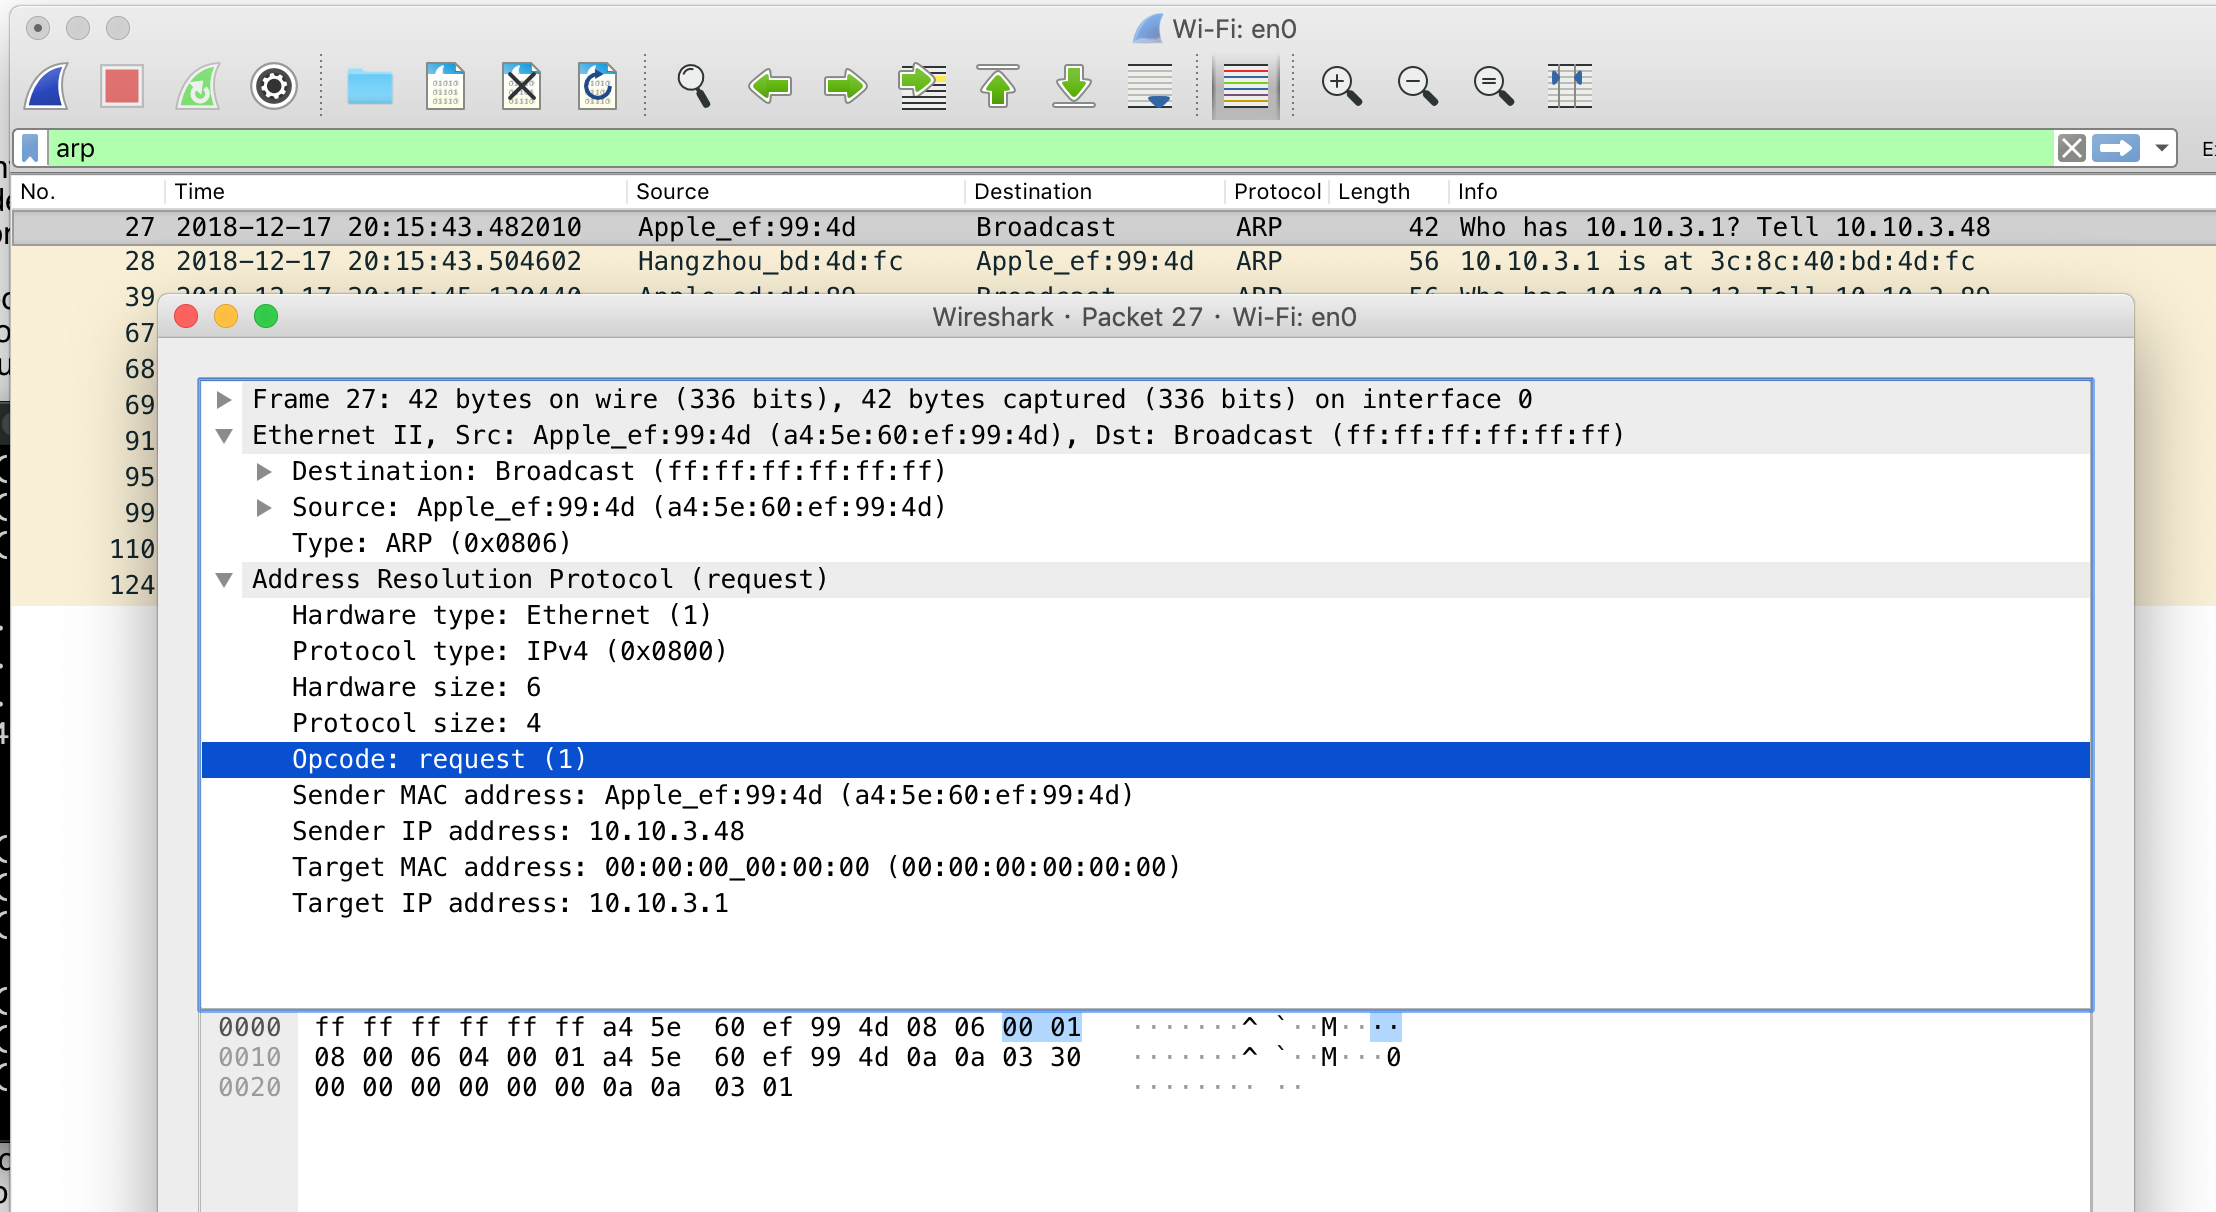 Wi-Fi: en0
arp
No. Time Source Destination Protocol Length Info
27 2018-12-17 20:15:43.482010 Apple_ef:99:4d Broadcast ARP 42 Who has 10.10.3.1? Tell 10.10.3.48
28 2018-12-17 20:15:43.504602 Hangzhou_bd:4d:fc Apple_ef:99:4d ARP 56 10.10.3.1 is at 3c:8c:40:bd:4d:fc
39
67
68
69
91
95
99
110
124
Wireshark · Packet 27 · Wi-Fi: en0
Frame 27: 42 bytes on wire (336 bits), 42 bytes captured (336 bits) on interface 0
Ethernet II, Src: Apple_ef:99:4d (a4:5e:60:ef:99:4d), Dst: Broadcast (ff:ff:ff:ff:ff:ff)
Destination: Broadcast (ff:ff:ff:ff:ff:ff)
Source: Apple_ef:99:4d (a4:5e:60:ef:99:4d)
Type: ARP (0x0806)
Address Resolution Protocol (request)
Hardware type: Ethernet (1)
Protocol type: IPv4 (0x0800)
Hardware size: 6
Protocol size: 4
Opcode: request (1)
Sender MAC address: Apple_ef:99:4d (a4:5e:60:ef:99:4d)
Sender IP address: 10.10.3.48
Target MAC address: 00:00:00_00:00:00 (00:00:00:00:00:00)
Target IP address: 10.10.3.1
0000 ff ff ff ff ff ff a4 5e 60 ef 99 4d 08 06 00 01 ·······^ `··M····
0010 08 00 06 04 00 01 a4 5e 60 ef 99 4d 0a 0a 03 30 ·······^ `··M···0
0020 00 00 00 00 00 00 0a 0a 03 01 ········ ··